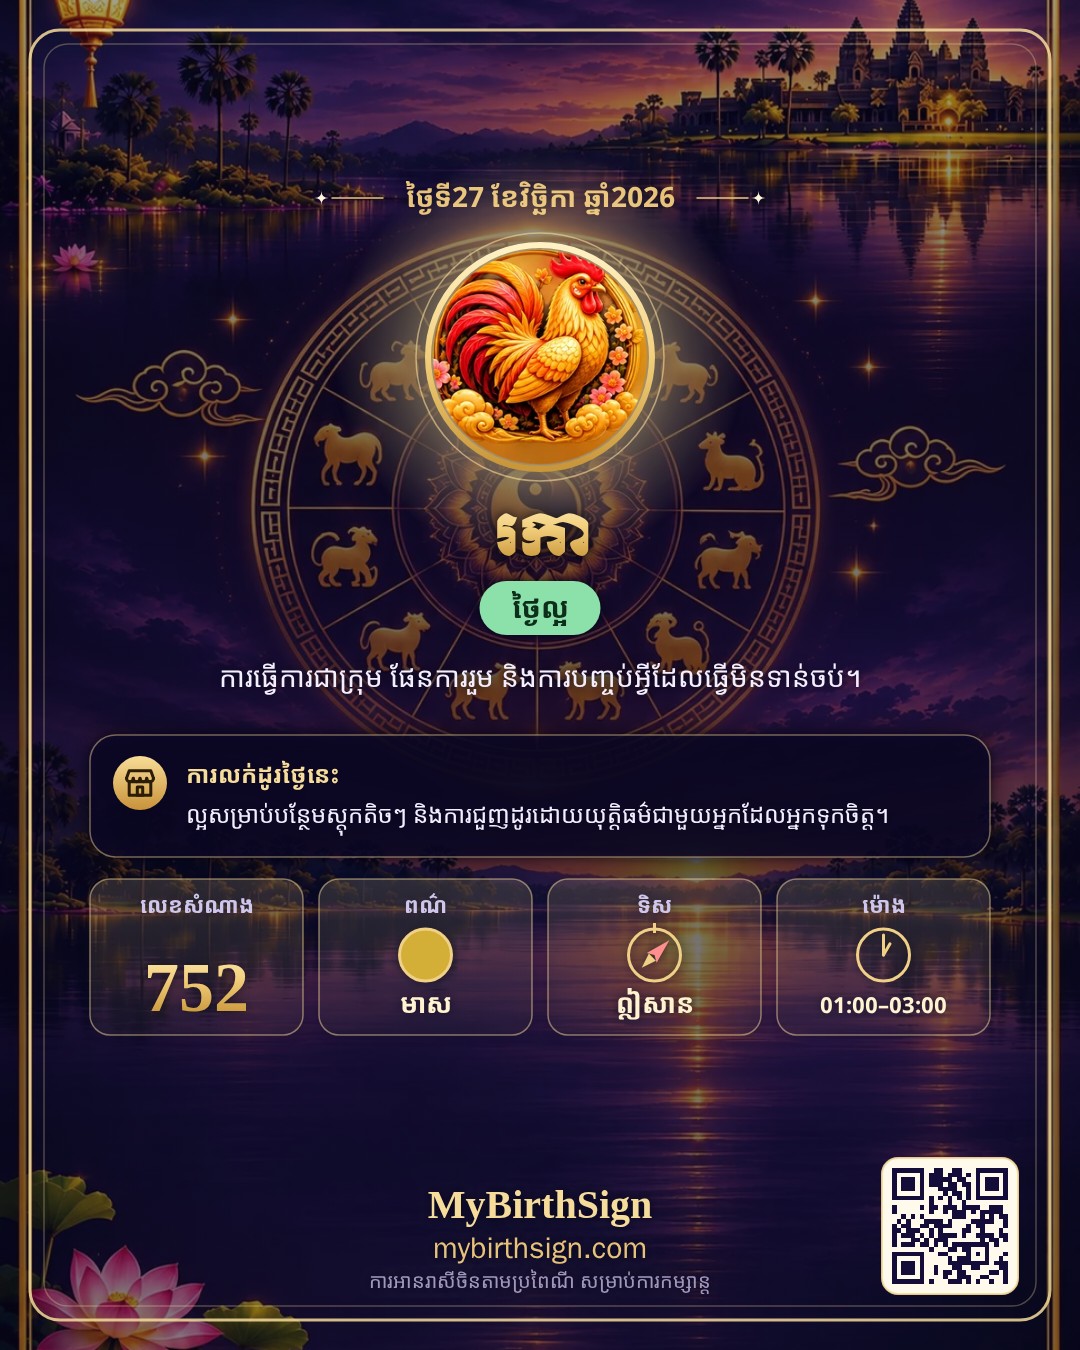 ថ្ងៃទី27 ខែវិច្ឆិកា ឆ្នាំ2026
រកា
ថ្ងៃល្អ
ការធ្វើការជាក្រុម ផែនការរួម និងការបញ្ចប់អ្វីដែលធ្វើមិនទាន់ចប់។
ការលក់ដូរថ្ងៃនេះ
ល្អសម្រាប់បន្ថែមស្តុកតិចៗ និងការជួញដូរដោយយុត្តិធម៌ជាមួយអ្នកដែលអ្នកទុកចិត្ត។
លេខសំណាង ពណ៌ ទិស ម៉ោង
752 មាស ឦសាន 01:00–03:00
MyBirthSign
mybirthsign.com
ការអានរាសីចិនតាមប្រពៃណី សម្រាប់ការកម្សាន្ត